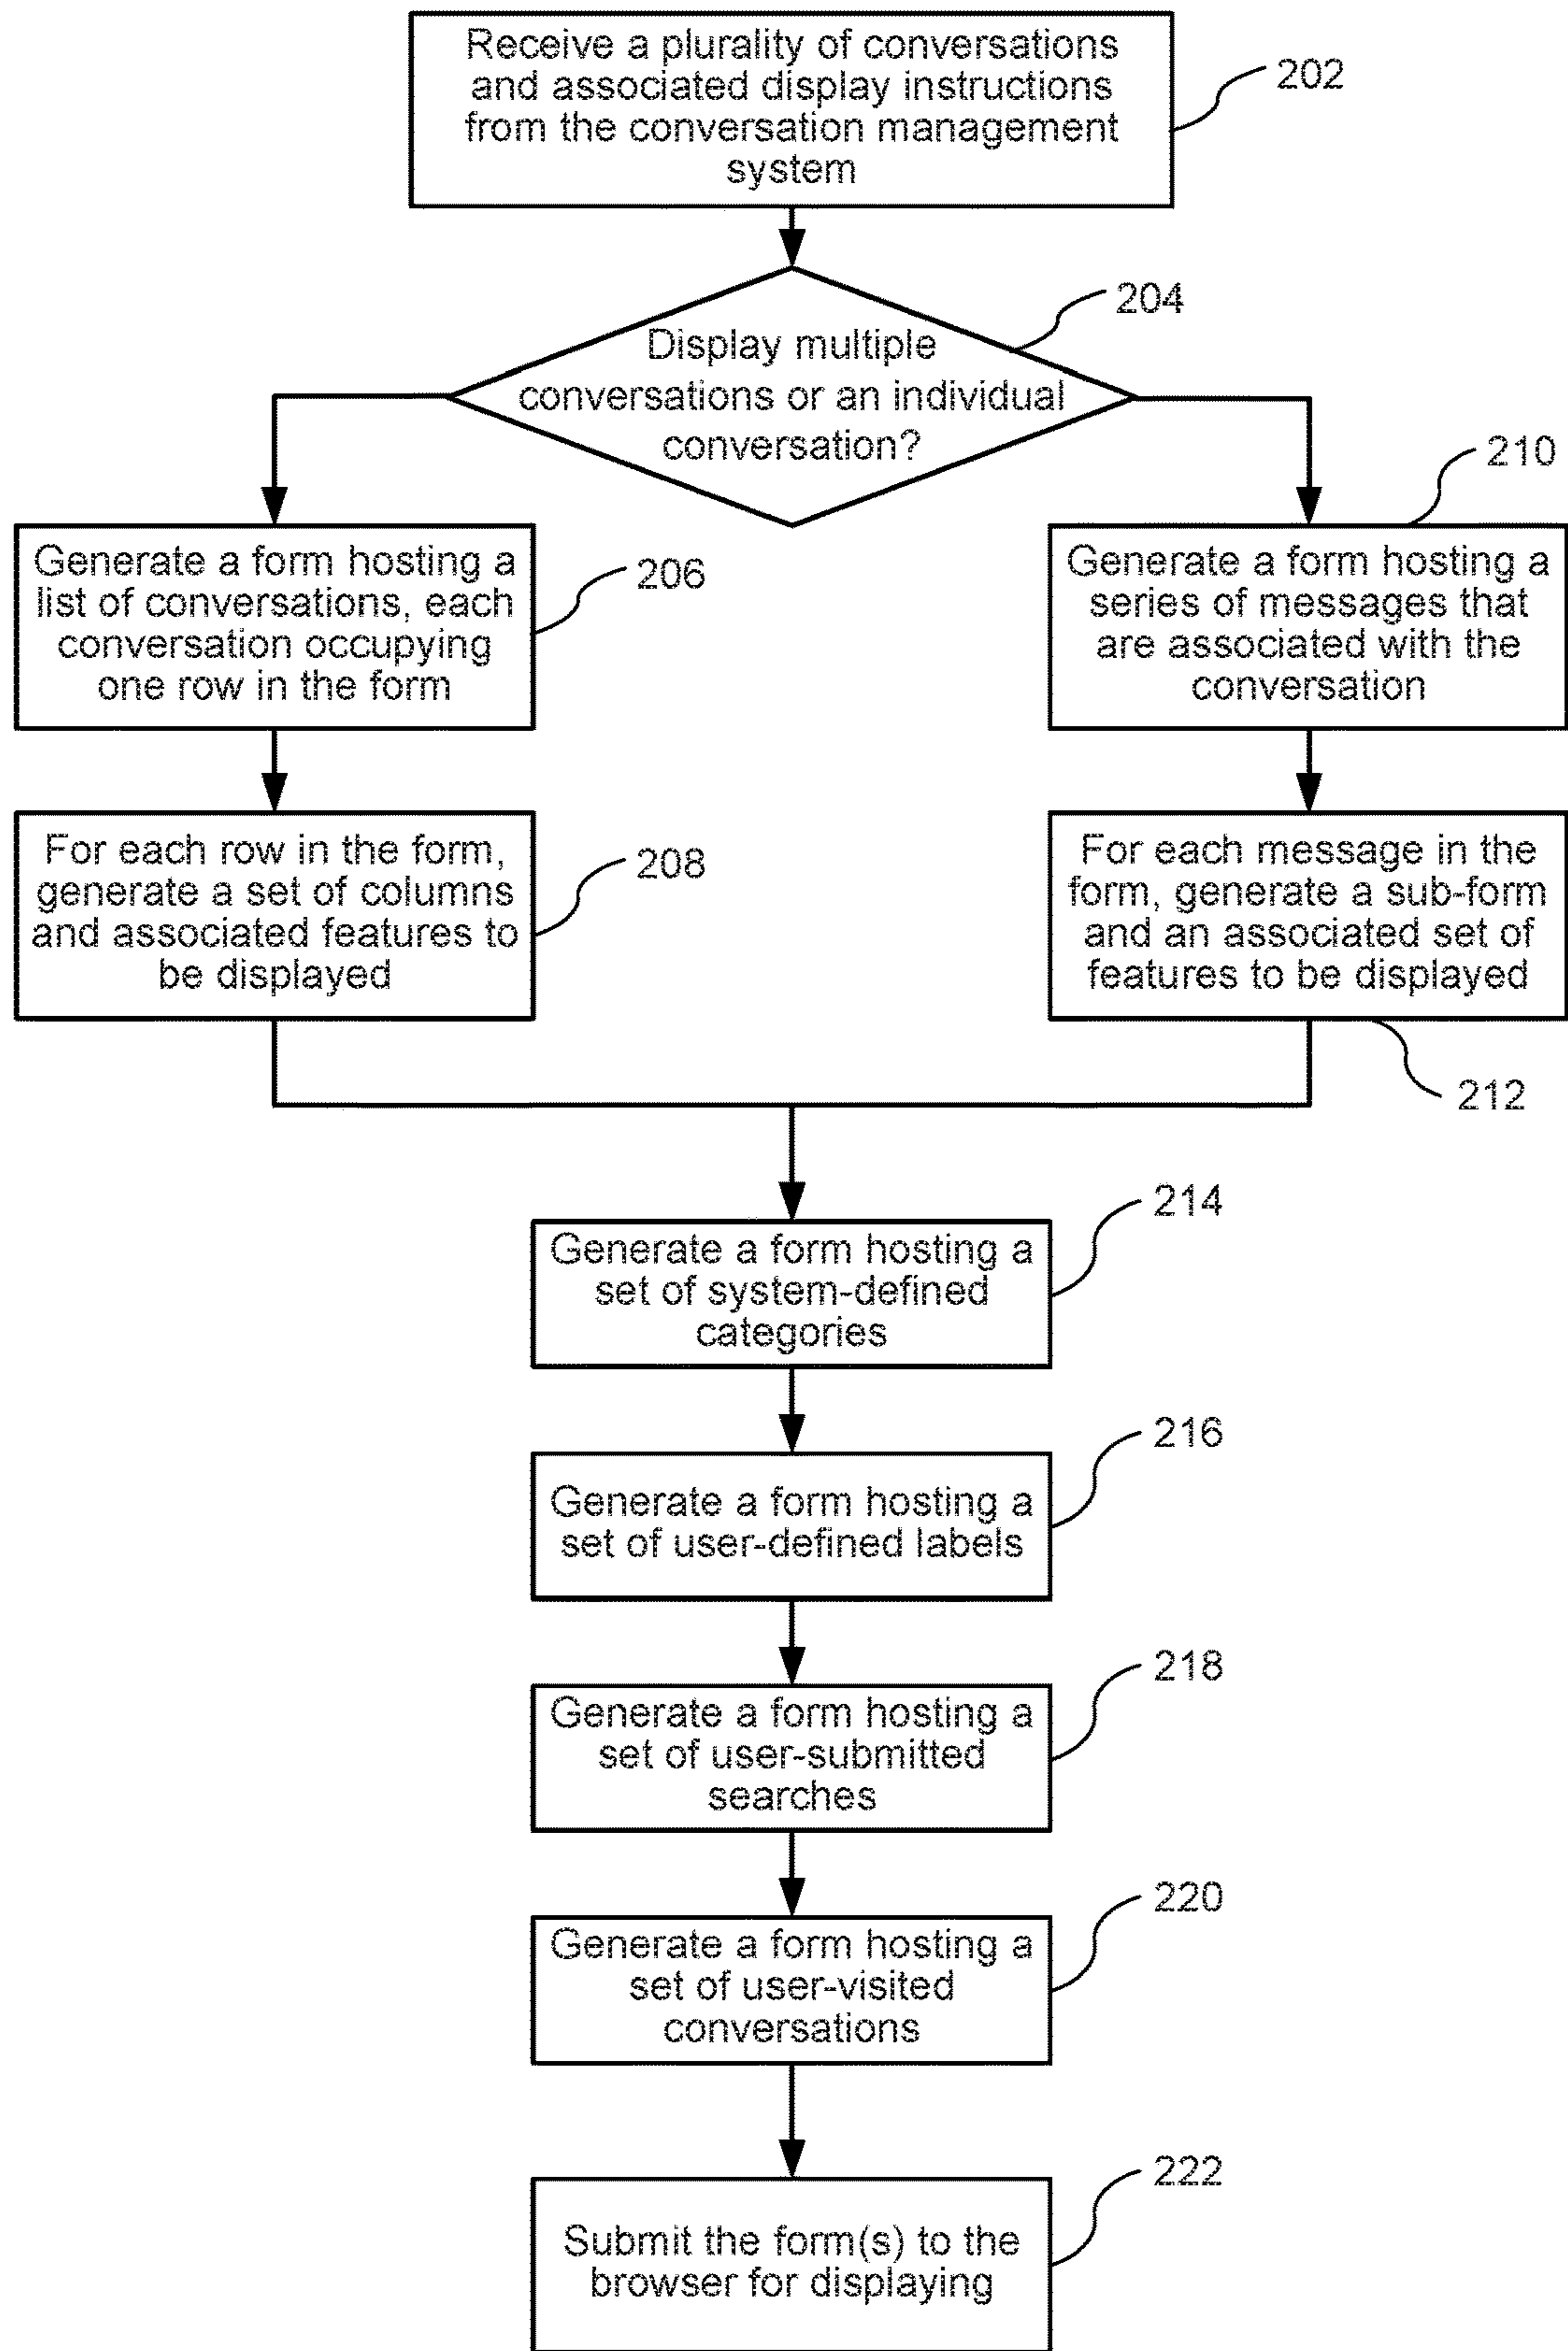 Receive a plurality of conversations
and associated display instructions
from the conversation management
system
202
204
Display multiple
conversations or an individual
conversation?
Generate a form hosting a
list of conversations, each
conversation occupying
one row in the form
206
210
Generate a form hosting a
series of messages that
are associated with the
conversation
For each row in the form,
generate a set of columns
and associated features to
be displayed
208
For each message in the
form, generate a sub-form
and an associated set of
features to be displayed
212
214
Generate a form hosting a
set of system-defined
categories
216
Generate a form hosting a
set of user-defined labels
218
Generate a form hosting a
set of user-submitted
searches
220
Generate a form hosting a
set of user-visited
conversations
222
Submit the form(s) to the
browser for displaying